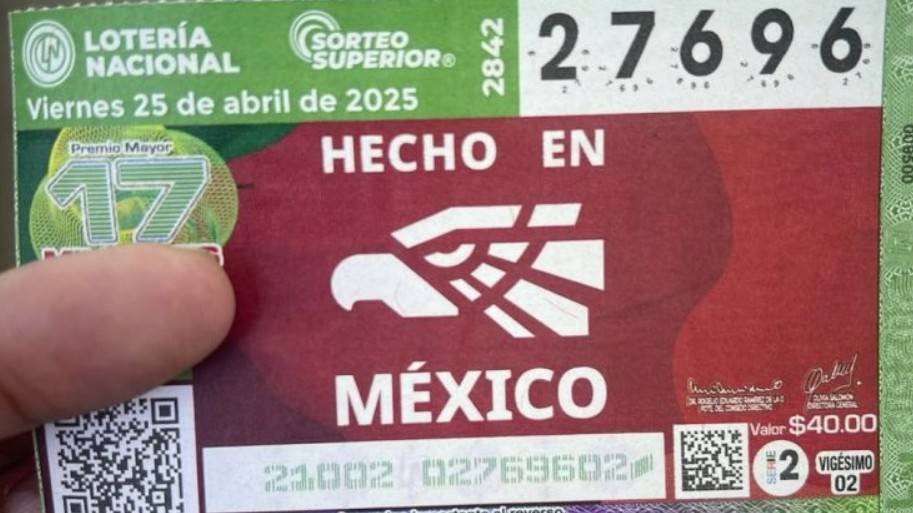 LOTERÍA NACIONAL
SORTEO SUPERIOR®
2842
27696
Viernes 25 de abril de 2025
Premio Mayor
17
HECHO EN
MÉXICO
Valor $40.00
SERIE 2
VIGÉSIMO 02
21002 02769602